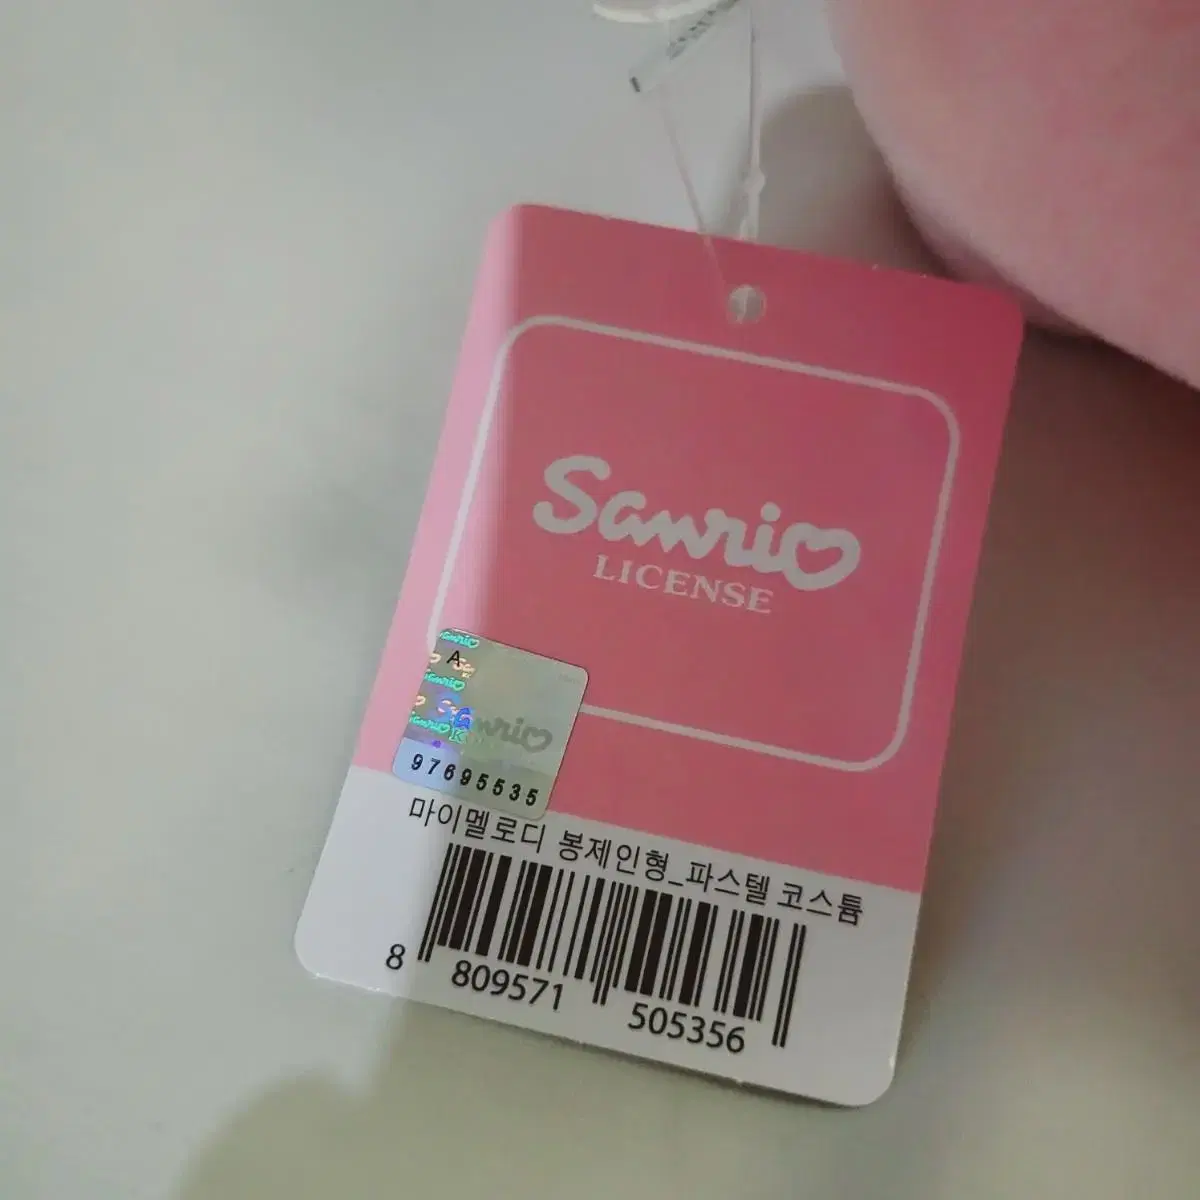 Sanrio
LICENSE
A
Sanrio
97695535
마이멜로디 봉제인형_파스텔 코스튬
8 809571 505356